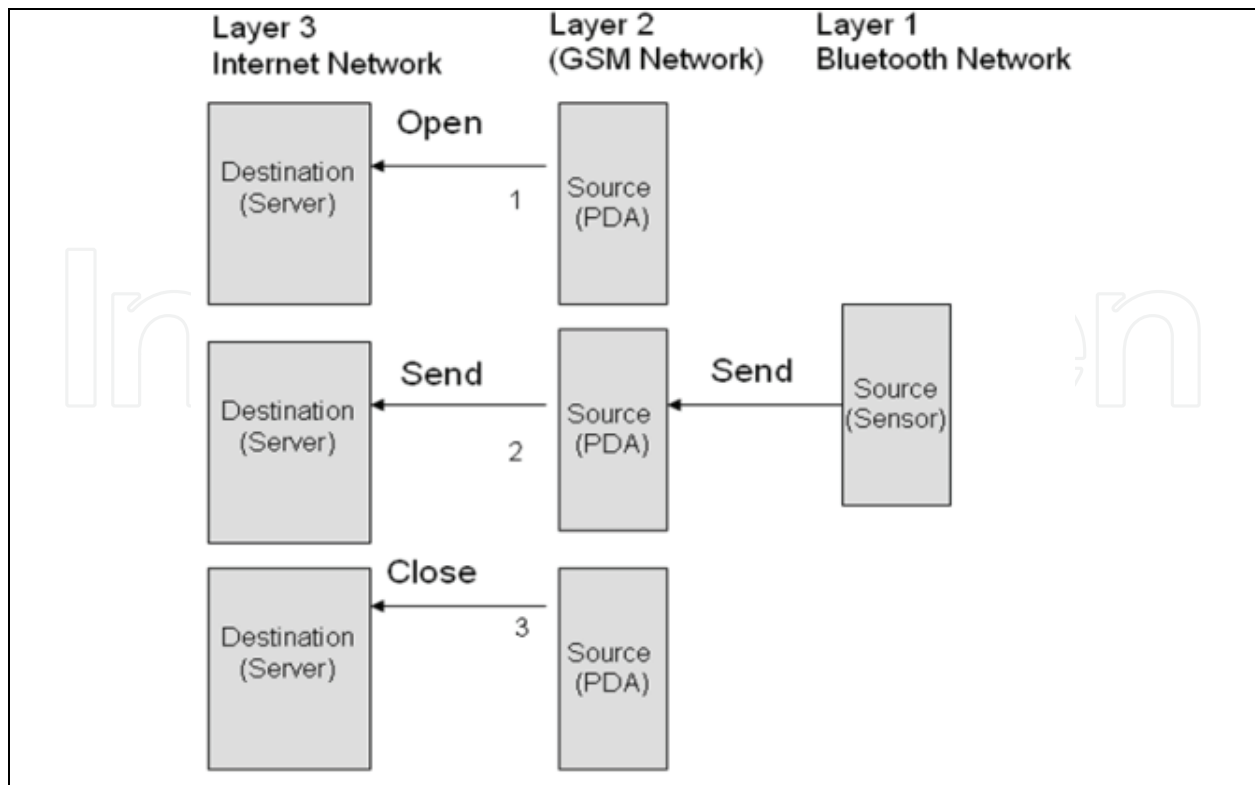 Layer 3
Internet Network
Layer 2
(GSM Network)
Layer 1
Bluetooth Network
Open
Destination
(Server)
1
Source
(PDA)
Send
Send
Destination
(Server)
2
Source
(PDA)
Source
(Sensor)
Close
Destination
(Server)
3
Source
(PDA)